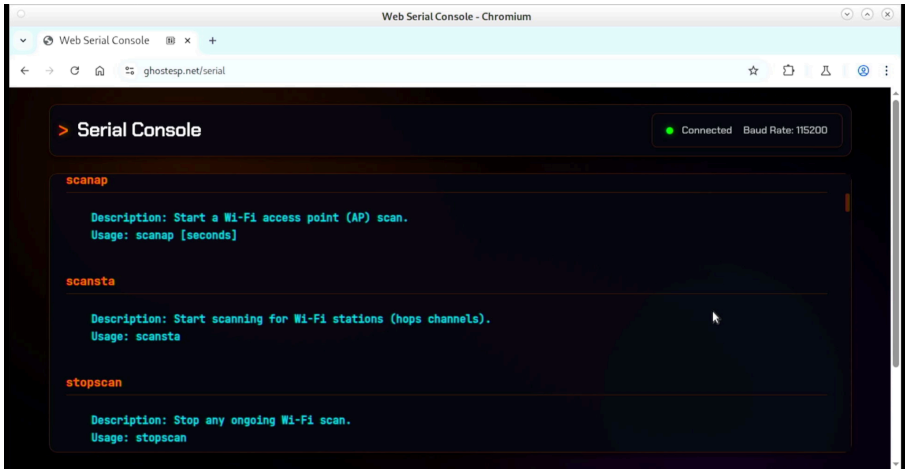 Web Serial Console - Chromium
Web Serial Console
ghostesp.net/serial
> Serial Console
Connected Baud Rate: 115200
scanap
Description: Start a Wi-Fi access point (AP) scan.
Usage: scanap [seconds]
scansta
Description: Start scanning for Wi-Fi stations (hops channels).
Usage: scansta
stopscan
Description: Stop any ongoing Wi-Fi scan.
Usage: stopscan